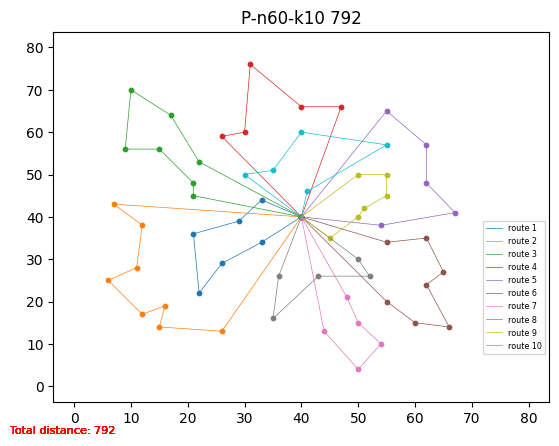 P-n60-k10 792
80
70
60
50
40
30
20
10
0
0 10 20 30 40 50 60 70 80
route 1
route 2
route 3
route 4
route 5
route 6
route 7
route 8
route 9
route 10
Total distance: 792